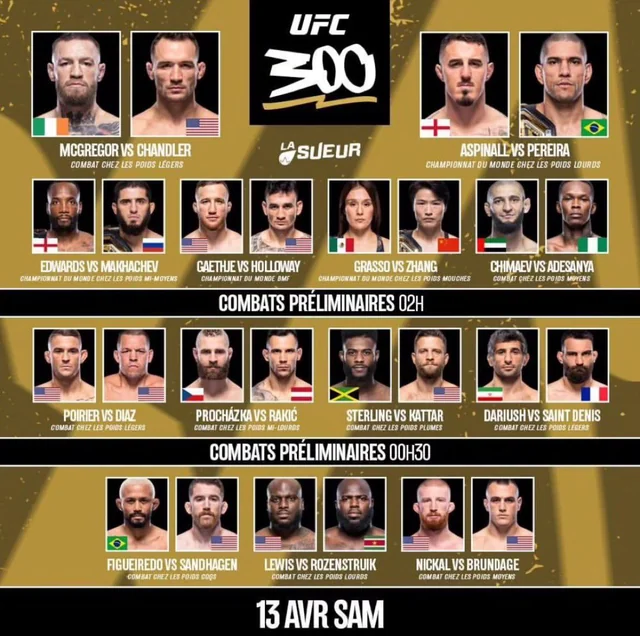 UFC
300
LA SUEUR
MCGREGOR VS CHANDLER
COMBAT CHEZ LES POIDS LÉGERS
ASPINALL VS PEREIRA
CHAMPIONNAT DU MONDE CHEZ LES POIDS LOURDS
EDWARDS VS MAKHACHEV
CHAMPIONNAT DU MONDE CHEZ LES POIDS MI-MOYENS
GAETHJE VS HOLLOWAY
CHAMPIONNAT DU MONDE BMF
GRASSO VS ZHANG
CHAMPIONNAT DU MONDE CHEZ LES POIDS MOUCHES
CHIMAEV VS ADESANYA
COMBAT CHEZ LES POIDS MOYENS
COMBATS PRÉLIMINAIRES 02H
POIRIER VS DIAZ
COMBAT CHEZ LES POIDS LÉGERS
PROCHÁZKA VS RAKIĆ
COMBAT CHEZ LES POIDS MI-LOURDS
STERLING VS KATTAR
COMBAT CHEZ LES POIDS PLUMES
DARIUSH VS SAINT DENIS
COMBAT CHEZ LES POIDS LÉGERS
COMBATS PRÉLIMINAIRES 00H30
FIGUEIREDO VS SANDHAGEN
COMBAT CHEZ LES POIDS COQS
LEWIS VS ROZENSTRUIK
COMBAT CHEZ LES POIDS LOURDS
NICKAL VS BRUNDAGE
COMBAT CHEZ LES POIDS MOYENS
13 AVR SAM